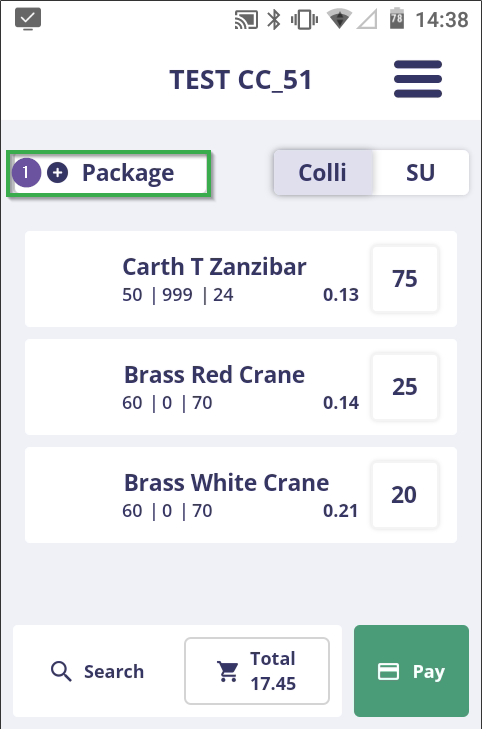 78 14:38
TEST CC_51
1 + Package Colli SU
Carth T Zanzibar
50 | 999 | 24 0.13 75
Brass Red Crane
60 | 0 | 70 0.14 25
Brass White Crane
60 | 0 | 70 0.21 20
Search Total 17.45 Pay